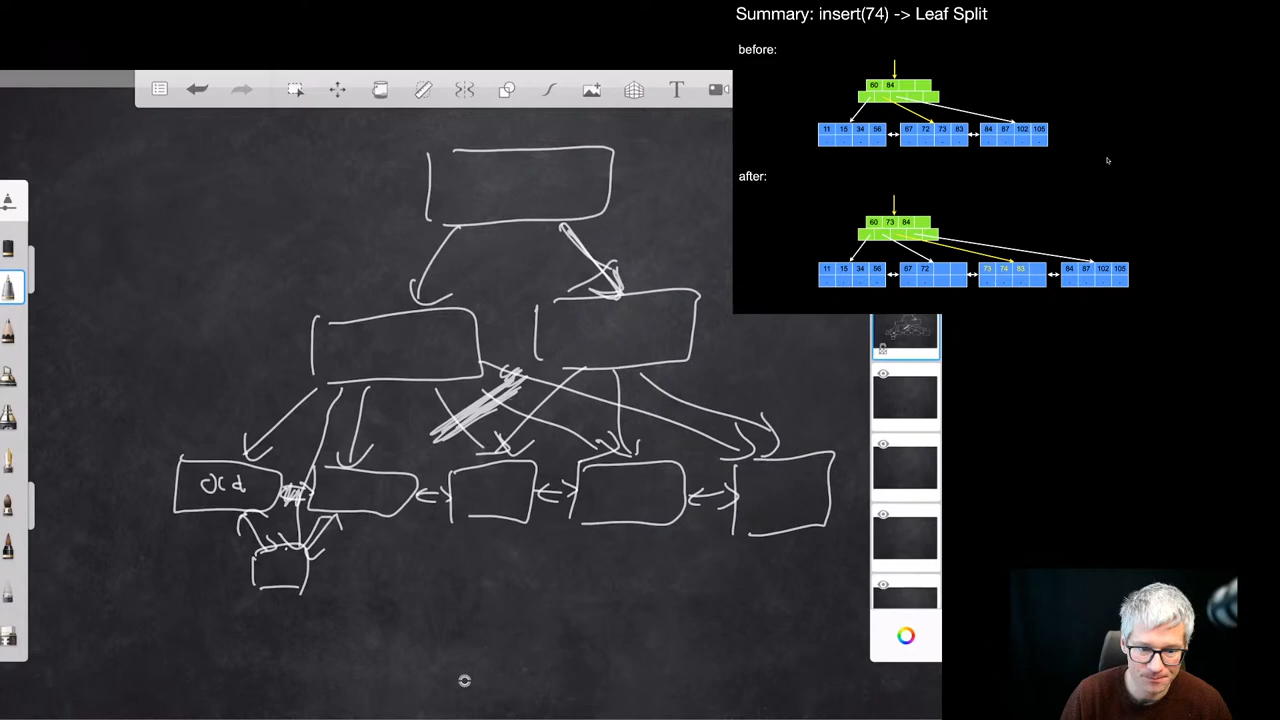 Summary: insert(74) -> Leaf Split
before:
60 84
11 15 34 56 67 72 73 83 84 87 102 105
after:
60 73 84
11 15 34 56 67 72 73 74 83 84 87 102 105
T